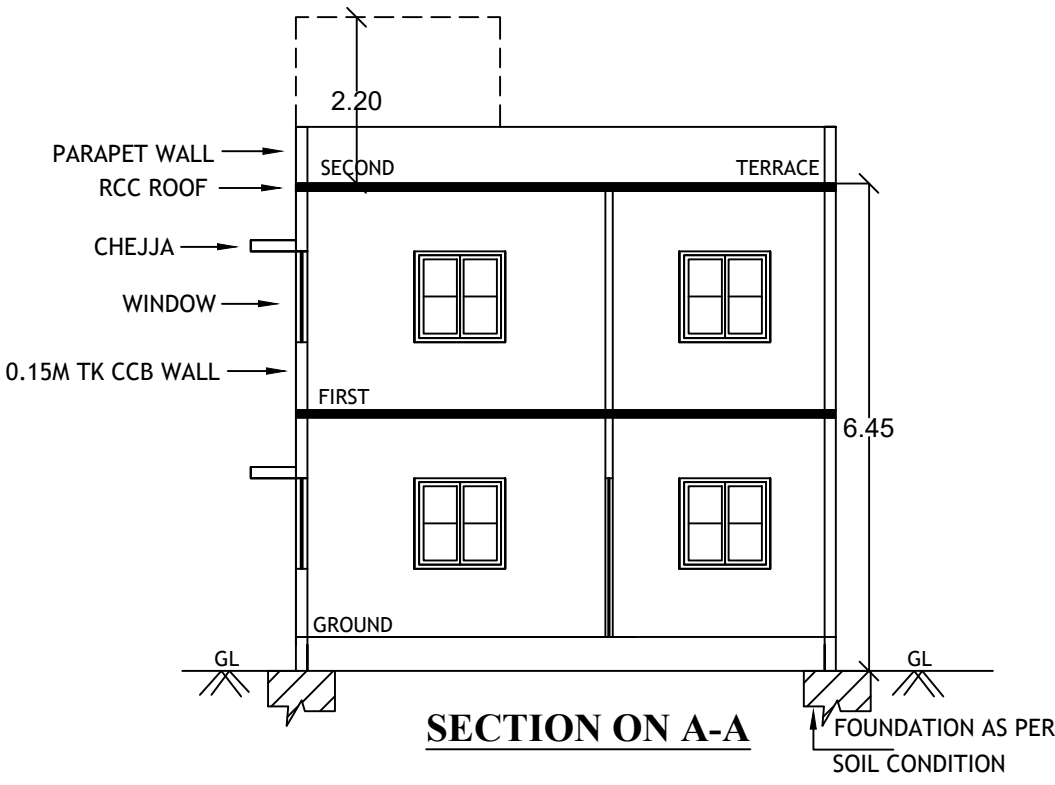 2.20
PARAPET WALL
SECOND
TERRACE
RCC ROOF
CHEJJA
WINDOW
0.15M TK CCB WALL
FIRST
6.45
GROUND
GL
GL
SECTION ON A-A
FOUNDATION AS PER
SOIL CONDITION